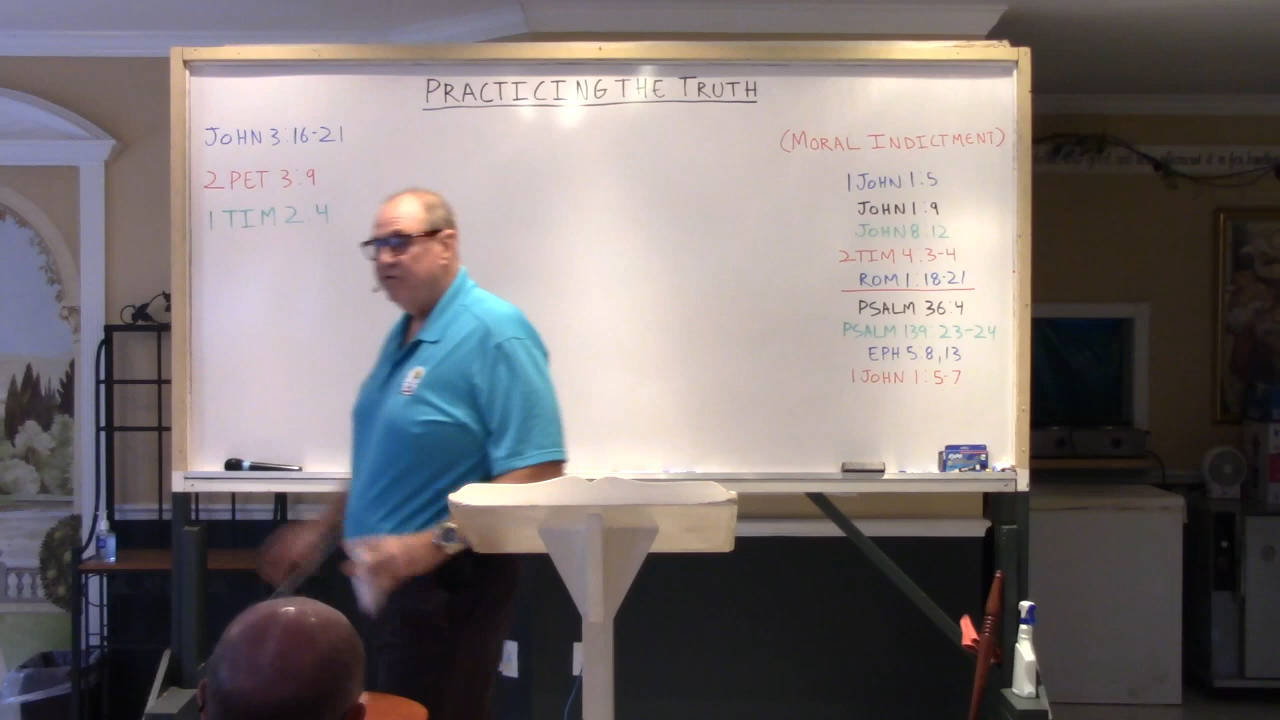 PRACTICING THE TRUTH
JOHN 3:16-21
2 PET 3:9
1 TIM 2:4
(MORAL INDICTMENT)
1 JOHN 1:5
JOHN 1:9
JOHN 8:12
2 TIM 4:3-4
ROM 1:18-21
PSALM 36:4
PSALM 139:23-24
EPH 5:8,13
1 JOHN 1:5-7